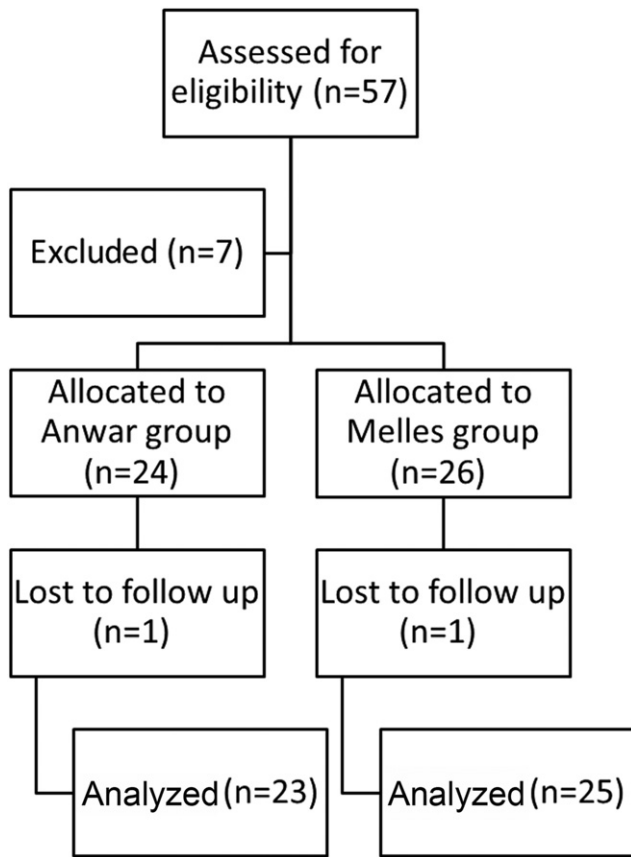 Assessed for
eligibility (n=57)
Excluded (n=7)
Allocated to
Anwar group
(n=24)
Allocated to
Melles group
(n=26)
Lost to follow up
(n=1)
Lost to follow up
(n=1)
Analyzed (n=23)
Analyzed (n=25)